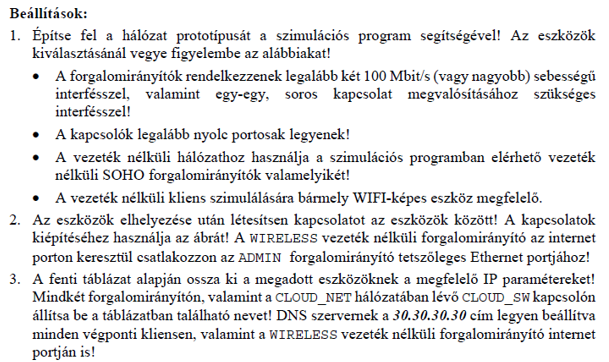 Beállítások:
1. Építse fel a hálózat prototípusát a szimulációs program segítségével! Az eszközök
kiválasztásánál vegye figyelembe az alábbiakat!
• A forgalomirányítók rendelkezzenek legalább két 100 Mbit/s (vagy nagyobb) sebességű
interfésszel, valamint egy-egy, soros kapcsolat megvalósításához szükséges
interfésszel!
• A kapcsolók legalább nyolc portosak legyenek!
• A vezeték nélküli hálózathoz használja a szimulációs programban elérhető vezeték
nélküli SOHO forgalomirányítók valamelyikét!
• A vezeték nélküli kliens szimulálására bármely WIFI-képes eszköz megfelelő.
2. Az eszközök elhelyezése után létesítsen kapcsolatot az eszközök között! A kapcsolatok
kiépítéséhez használja az ábrát! A WIRELESS vezeték nélküli forgalomirányító az internet
porton keresztül csatlakozzon az ADMIN forgalomirányító tetszőleges Ethernet portjához!
3. A fenti táblázat alapján ossza ki a megadott eszközöknek a megfelelő IP paramétereket!
Mindkét forgalomirányítón, valamint a CLOUD_NET hálózatában lévő CLOUD_SW kapcsolón
állítsa be a táblázatban található nevet! DNS szervernek a 30.30.30.30 cím legyen beállítva
minden végponti kliensen, valamint a WIRELESS vezeték nélküli forgalomirányító internet
portján is!